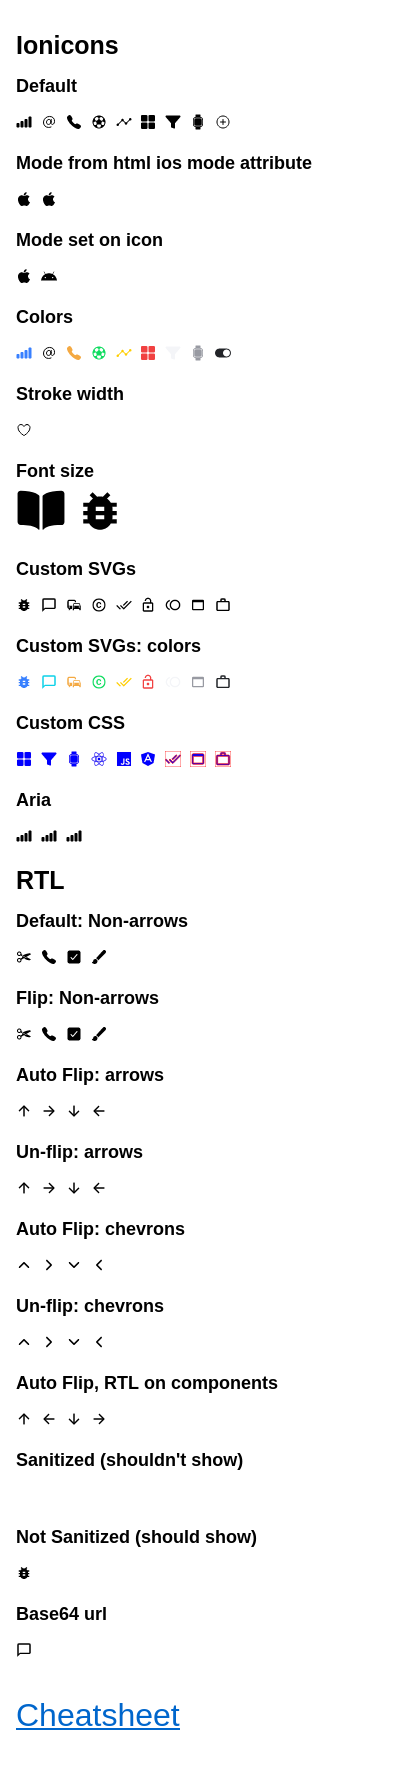 Ionicons
Default
Mode from html ios mode attribute
Mode set on icon
Colors
Stroke width
Font size
Custom SVGs
Custom SVGs: colors
Custom CSS
JS
Aria
RTL
Default: Non-arrows
Flip: Non-arrows
Auto Flip: arrows
Un-flip: arrows
Auto Flip: chevrons
Un-flip: chevrons
Auto Flip, RTL on components
Sanitized (shouldn't show)
Not Sanitized (should show)
Base64 url
Cheatsheet